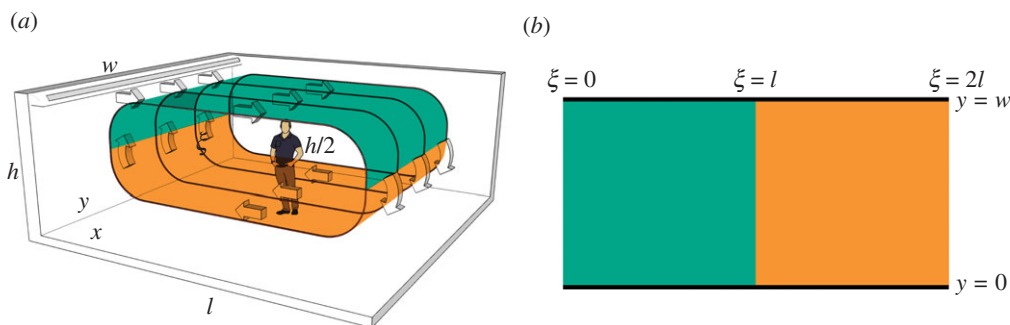 (a)
w
h/2
ξ
h
y
x
l
(b)
ξ = 0 ξ = l ξ = 2l
y = w
y = 0